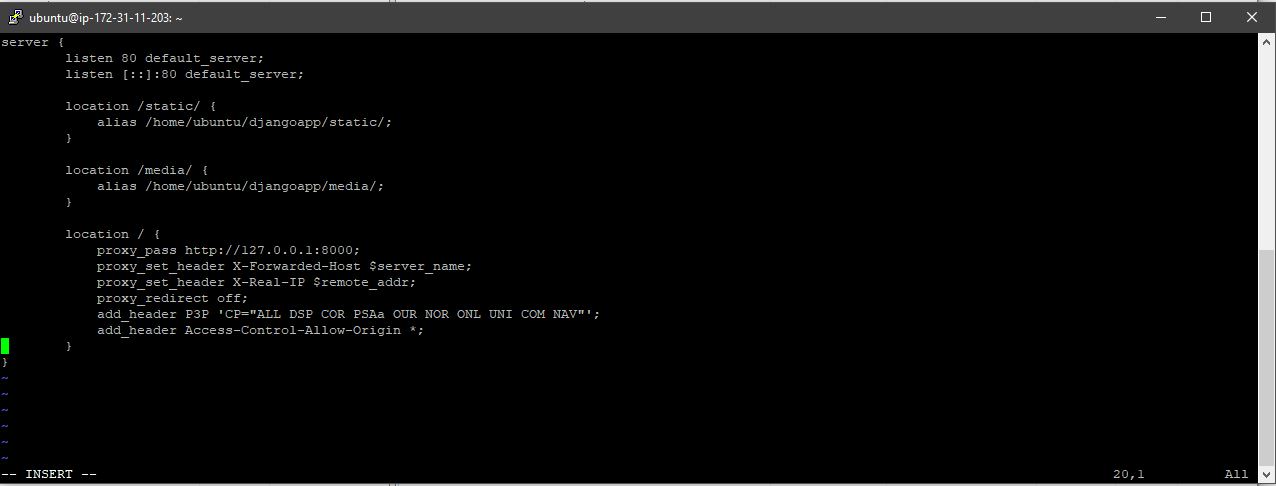 ubuntu@ip-172-31-11-203: ~
server {
        listen 80 default_server;
        listen [::]:80 default_server;

        location /static/ {
            alias /home/ubuntu/djangoapp/static/;
        }

        location /media/ {
            alias /home/ubuntu/djangoapp/media/;
        }

        location / {
            proxy_pass http://127.0.0.1:8000;
            proxy_set_header X-Forwarded-Host $server_name;
            proxy_set_header X-Real-IP $remote_addr;
            proxy_redirect off;
            add_header P3P 'CP="ALL DSP COR PSAa OUR NOR ONL UNI COM NAV"';
            add_header Access-Control-Allow-Origin *;
        }
}
~
~
~
~
~
~
-- INSERT -- 20,1 All